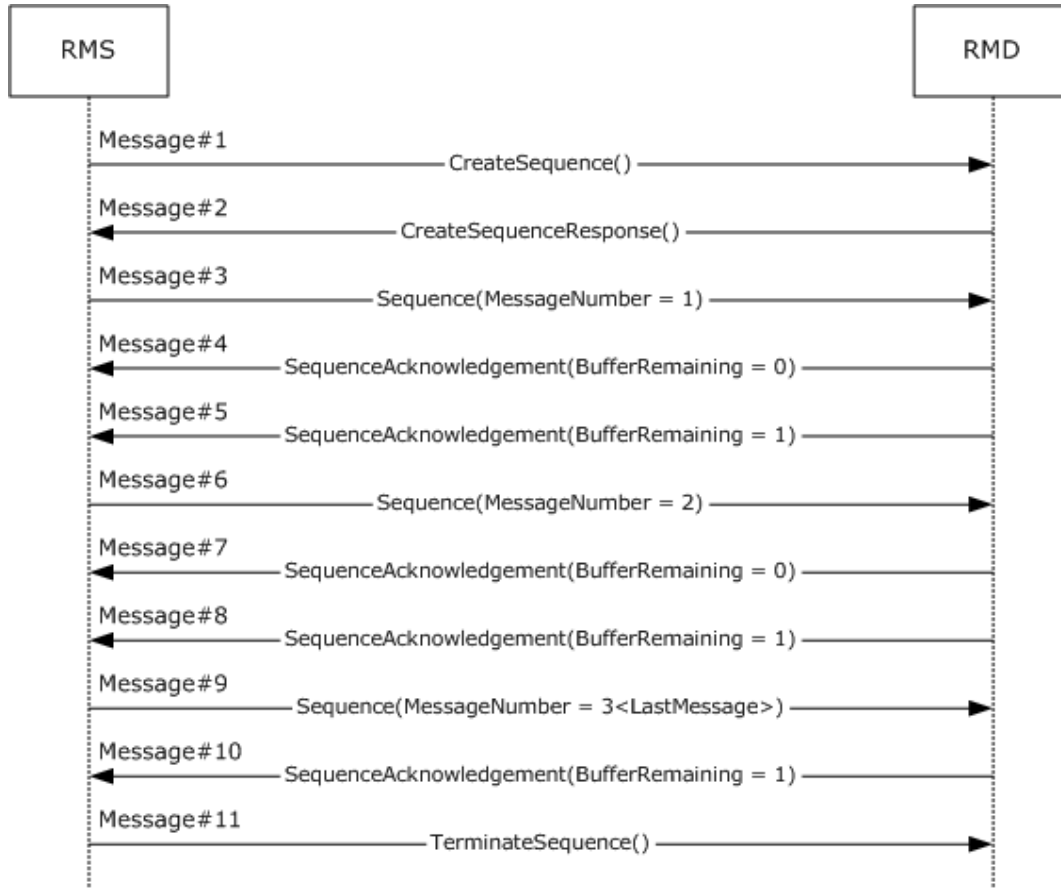 RMS
RMD
Message#1
CreateSequence()
Message#2
CreateSequenceResponse()
Message#3
Sequence(MessageNumber = 1)
Message#4
SequenceAcknowledgement(BufferRemaining = 0)
Message#5
SequenceAcknowledgement(BufferRemaining = 1)
Message#6
Sequence(MessageNumber = 2)
Message#7
SequenceAcknowledgement(BufferRemaining = 0)
Message#8
SequenceAcknowledgement(BufferRemaining = 1)
Message#9
Sequence(MessageNumber = 3<LastMessage>)
Message#10
SequenceAcknowledgement(BufferRemaining = 1)
Message#11
TerminateSequence()